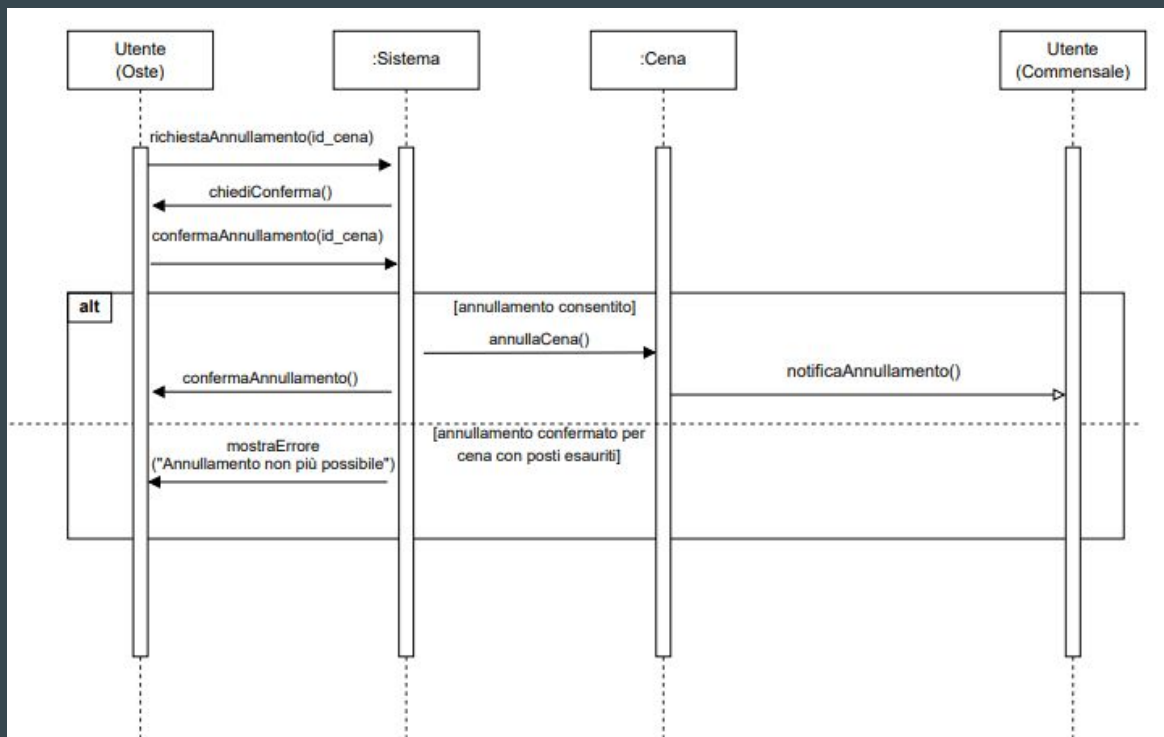 Utente
(Oste)
:Sistema
:Cena
Utente
(Commensale)
richiestaAnnullamento(id_cena)
chiediConferma()
confermaAnnullamento(id_cena)
alt
[annullamento consentito]
annullaCena()
confermaAnnullamento()
notificaAnnullamento()
[annullamento confermato per
cena con posti esauriti]
mostraErrore
("Annullamento non più possibile")